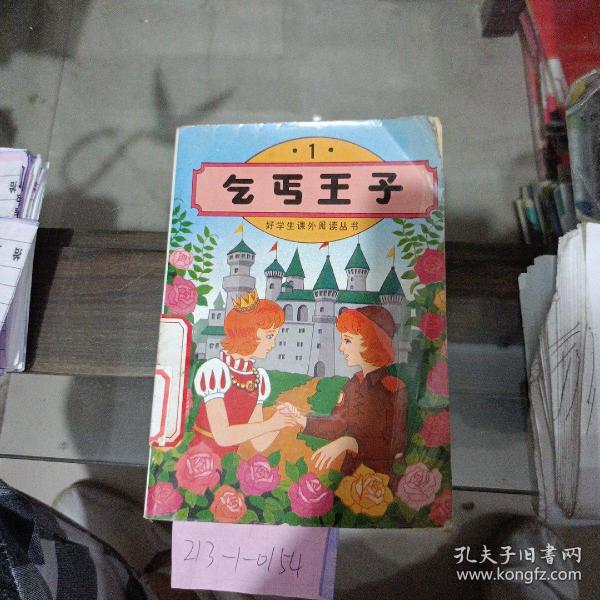 ·1·
乞丐王子
好学生课外阅读丛书
213-1-0154
孔夫子旧书网
www.kongfz.com